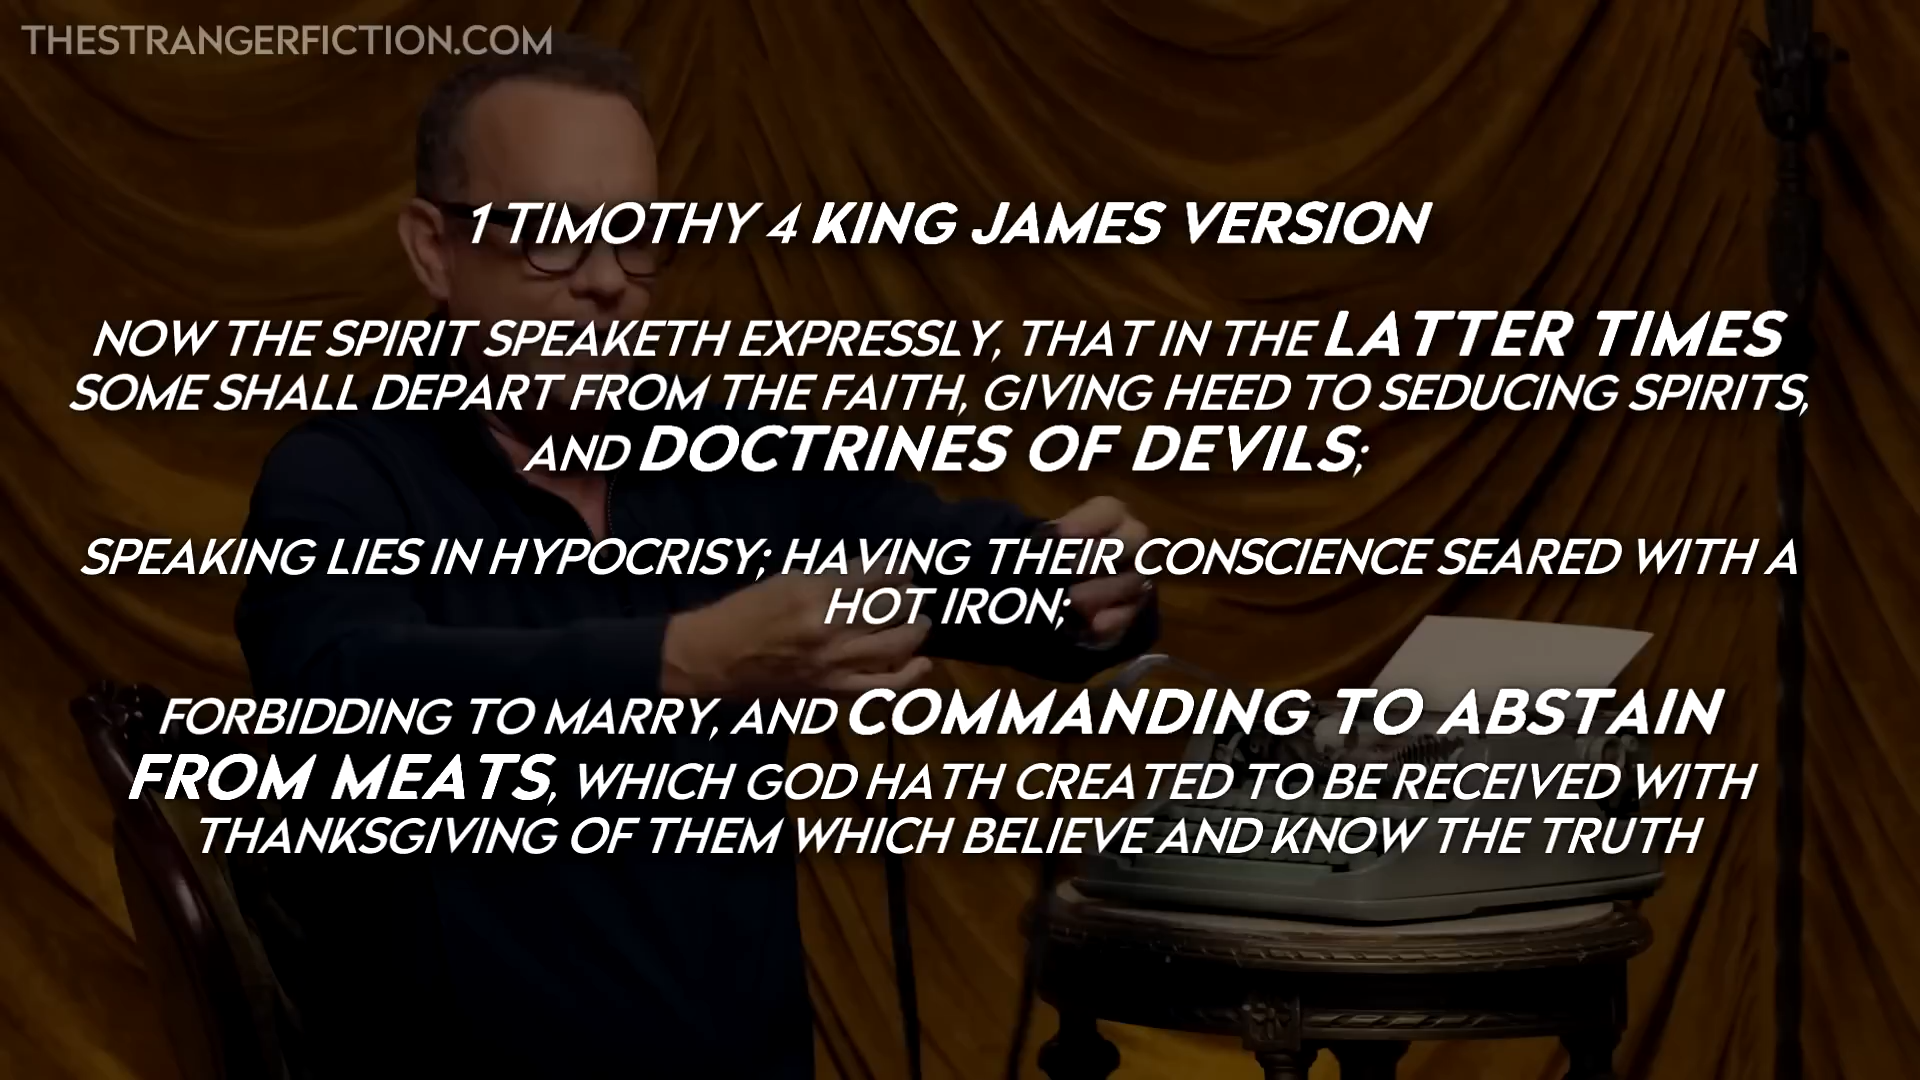 THESTRANGERFICTION.COM
1 TIMOTHY 4 KING JAMES VERSION
NOW THE SPIRIT SPEAKETH EXPRESSLY, THAT IN THE LATTER TIMES
SOME SHALL DEPART FROM THE FAITH, GIVING HEED TO SEDUCING SPIRITS,
AND DOCTRINES OF DEVILS;
SPEAKING LIES IN HYPOCRISY; HAVING THEIR CONSCIENCE SEARED WITH A
HOT IRON;
FORBIDDING TO MARRY, AND COMMANDING TO ABSTAIN
FROM MEATS, WHICH GOD HATH CREATED TO BE RECEIVED WITH
THANKSGIVING OF THEM WHICH BELIEVE AND KNOW THE TRUTH